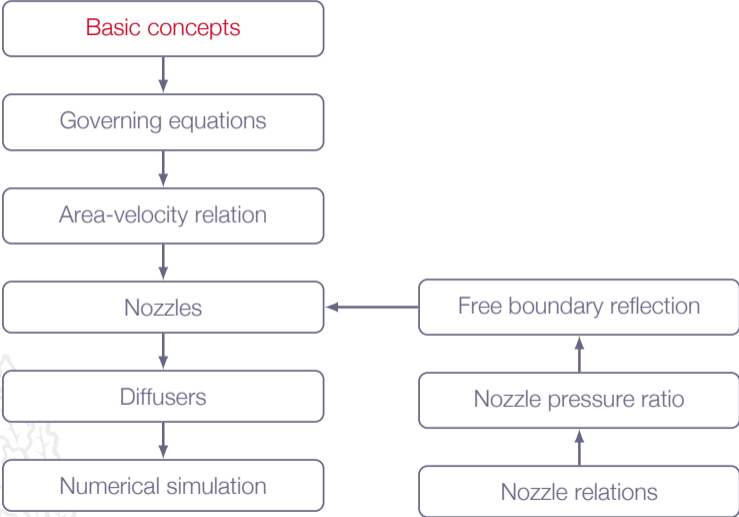 Basic concepts
Governing equations
Area-velocity relation
Nozzles
Free boundary reflection
Diffusers
Nozzle pressure ratio
Numerical simulation
Nozzle relations